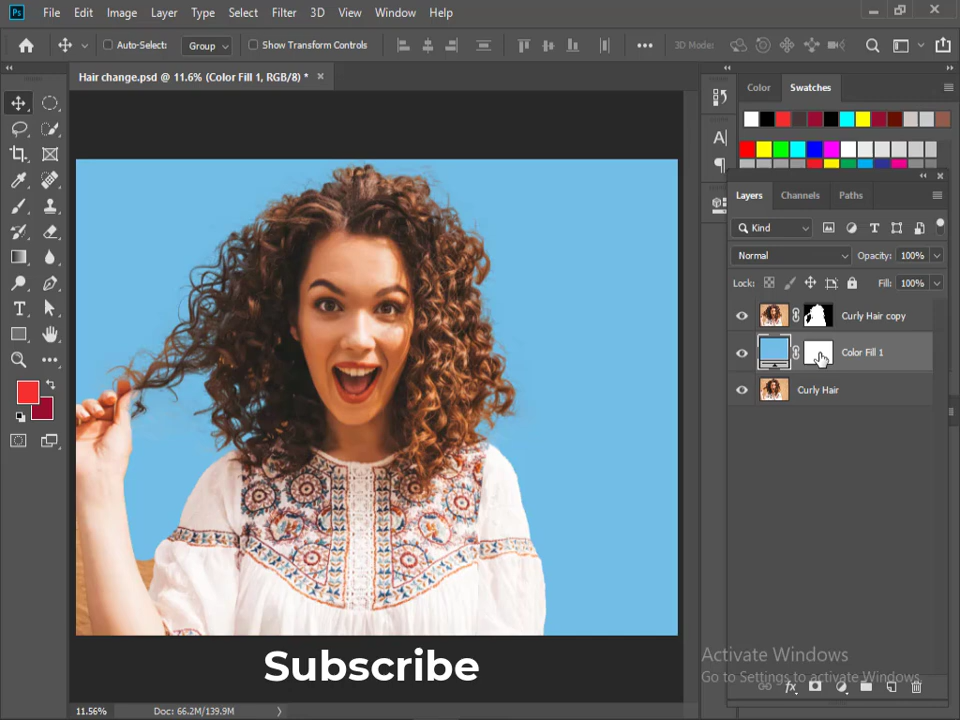 Ps File Edit Image Layer Type Select Filter 3D View Window Help
Auto-Select: Group Show Transform Controls 3D Mode:
Hair change.psd @ 11.6% (Color Fill 1, RGB/8) *
Color Swatches
Layers Channels Paths
Kind
Normal Opacity: 100%
Lock: Fill: 100%
Curly Hair copy
Color Fill 1
Curly Hair
Subscribe
Activate Windows
Go to Settings to activate Windows.
fx
11.56% Doc: 66.2M/139.9M